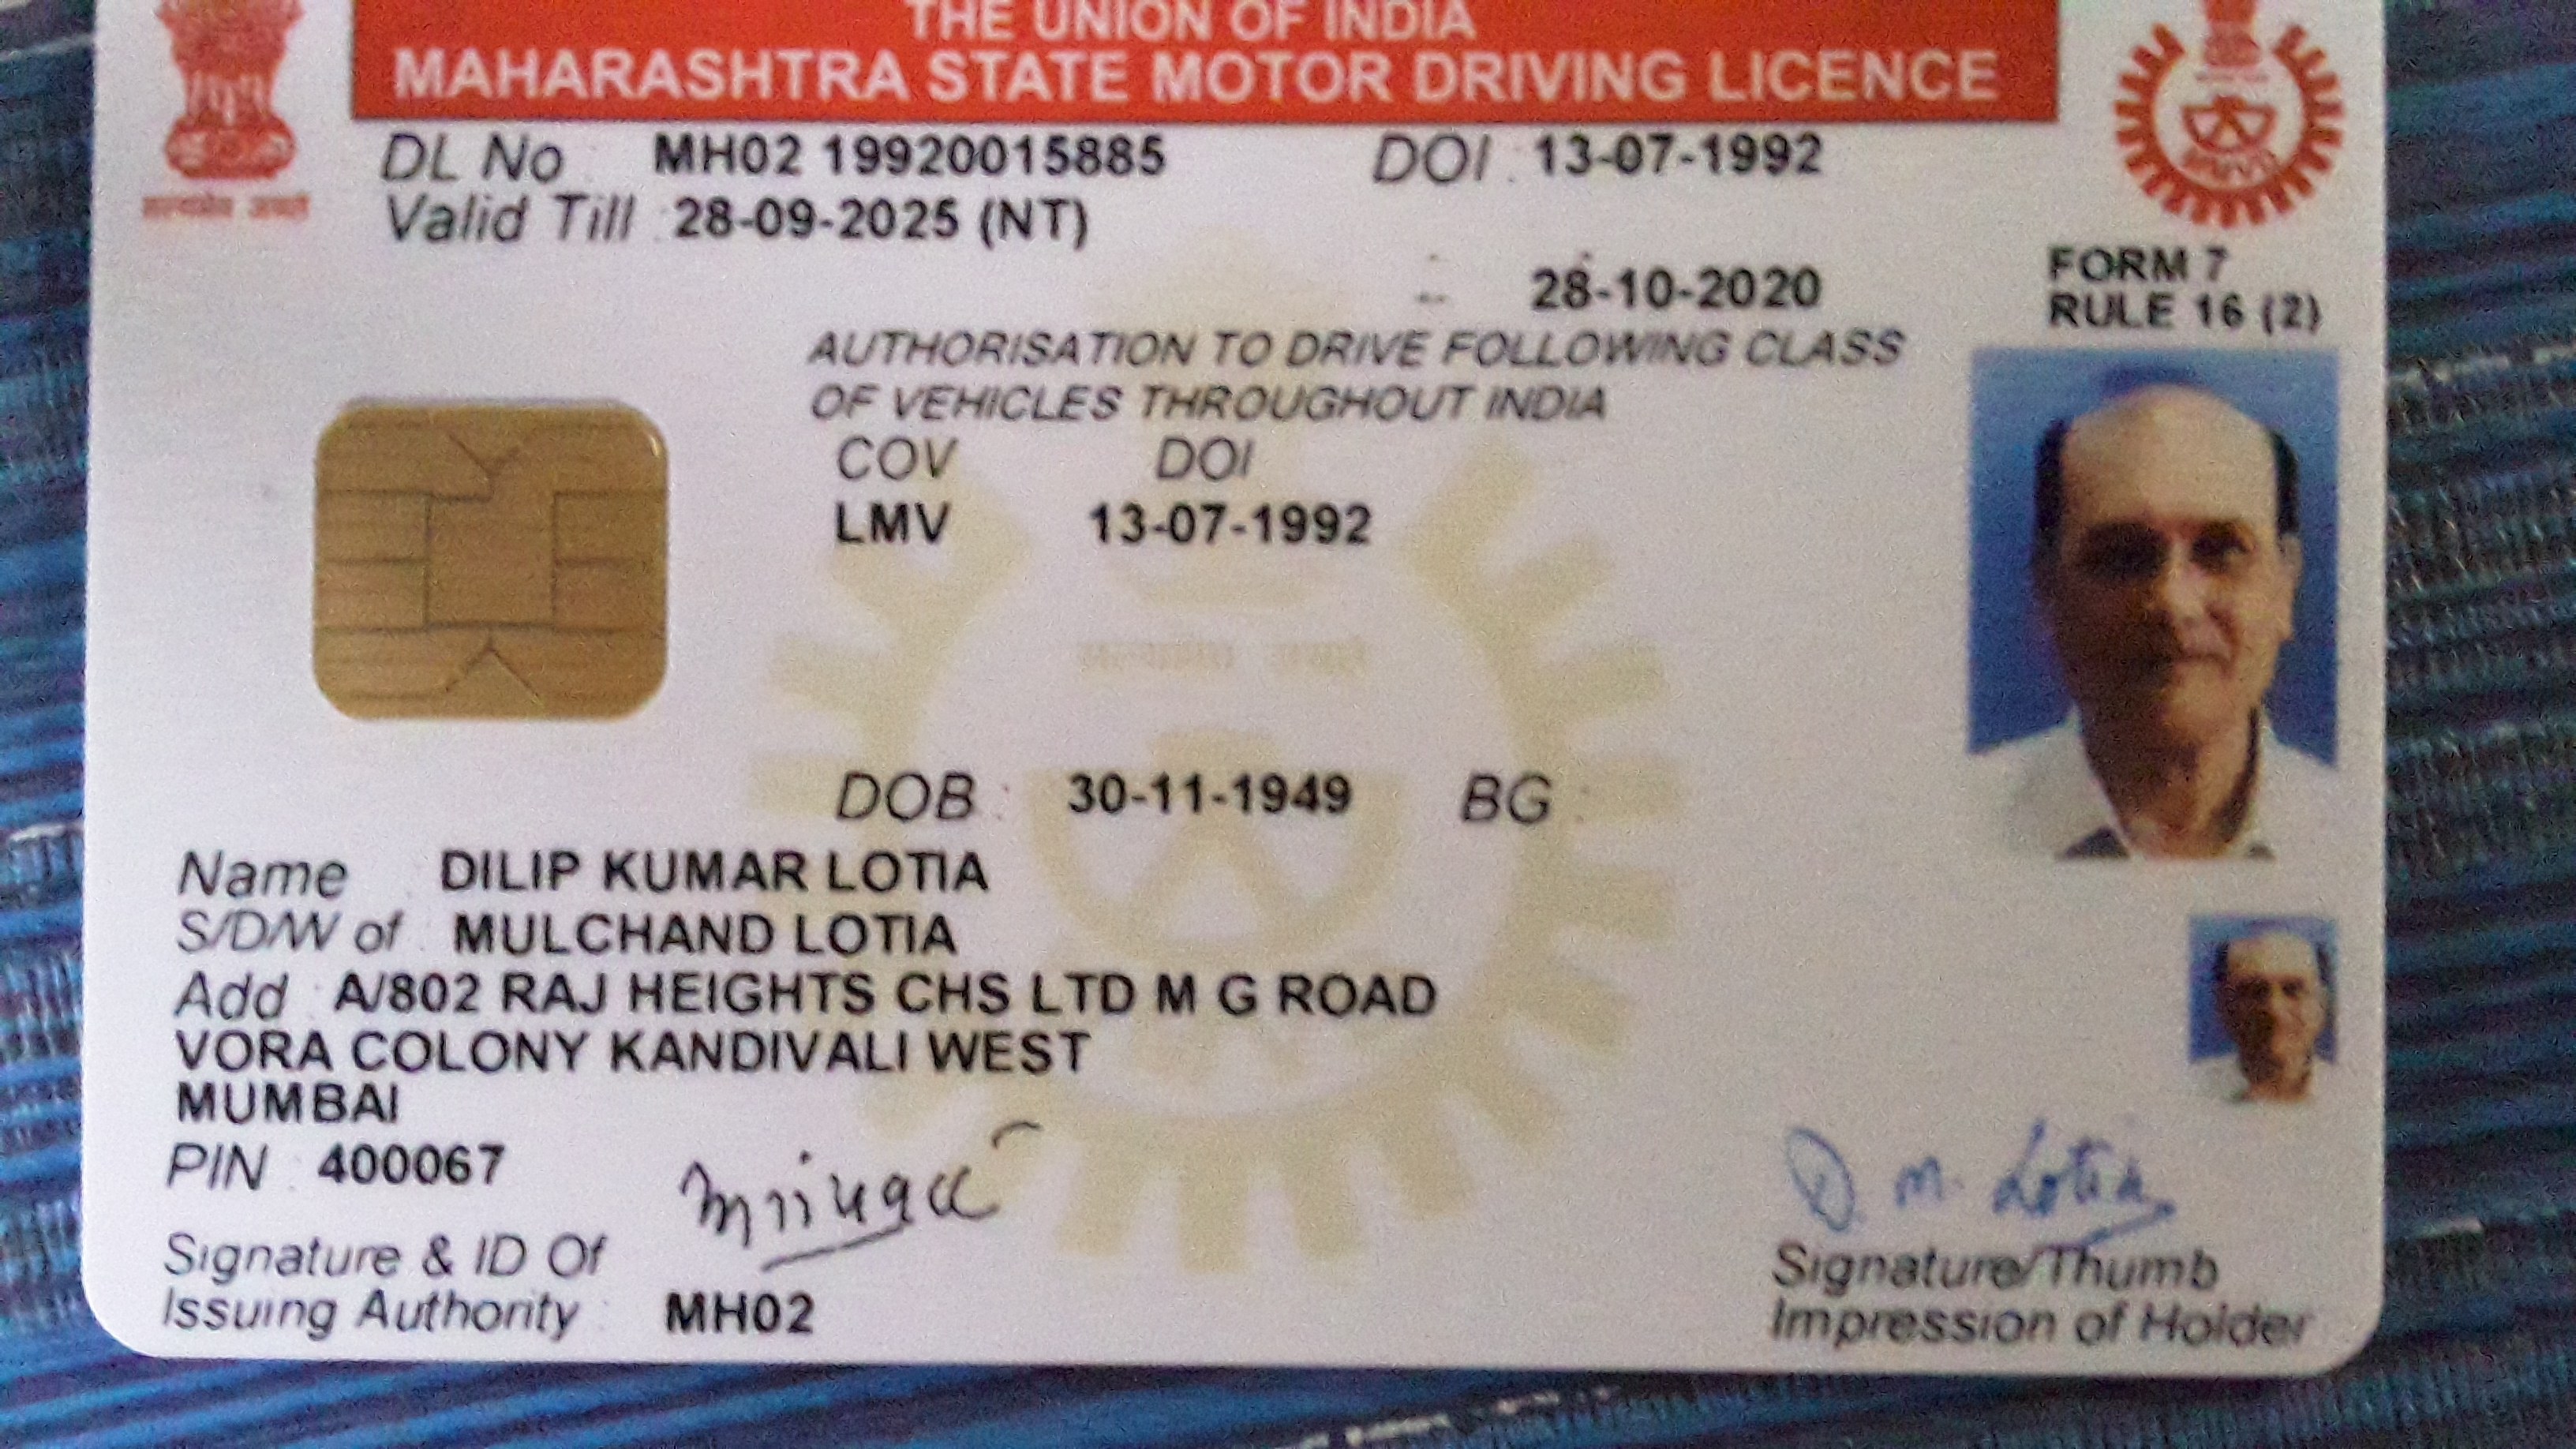 THE UNION OF INDIA
MAHARASHTRA STATE MOTOR DRIVING LICENCE
DL No MH02 19920015885 DOI : 13-07-1992
Valid Till : 28-09-2025 (NT)
28-10-2020
FORM 7
RULE 16 (2)
AUTHORISATION TO DRIVE FOLLOWING CLASS
OF VEHICLES THROUGHOUT INDIA
COV DOI
LMV 13-07-1992
DOB : 30-11-1949 BG :
Name DILIP KUMAR LOTIA
S/D/W of : MULCHAND LOTIA
Add : A/802 RAJ HEIGHTS CHS LTD M G ROAD
VORA COLONY KANDIVALI WEST
MUMBAI
PIN : 400067
D. M. Lotia
Signature & ID Of
Issuing Authority : MH02
Signature/Thumb
Impression of Holder